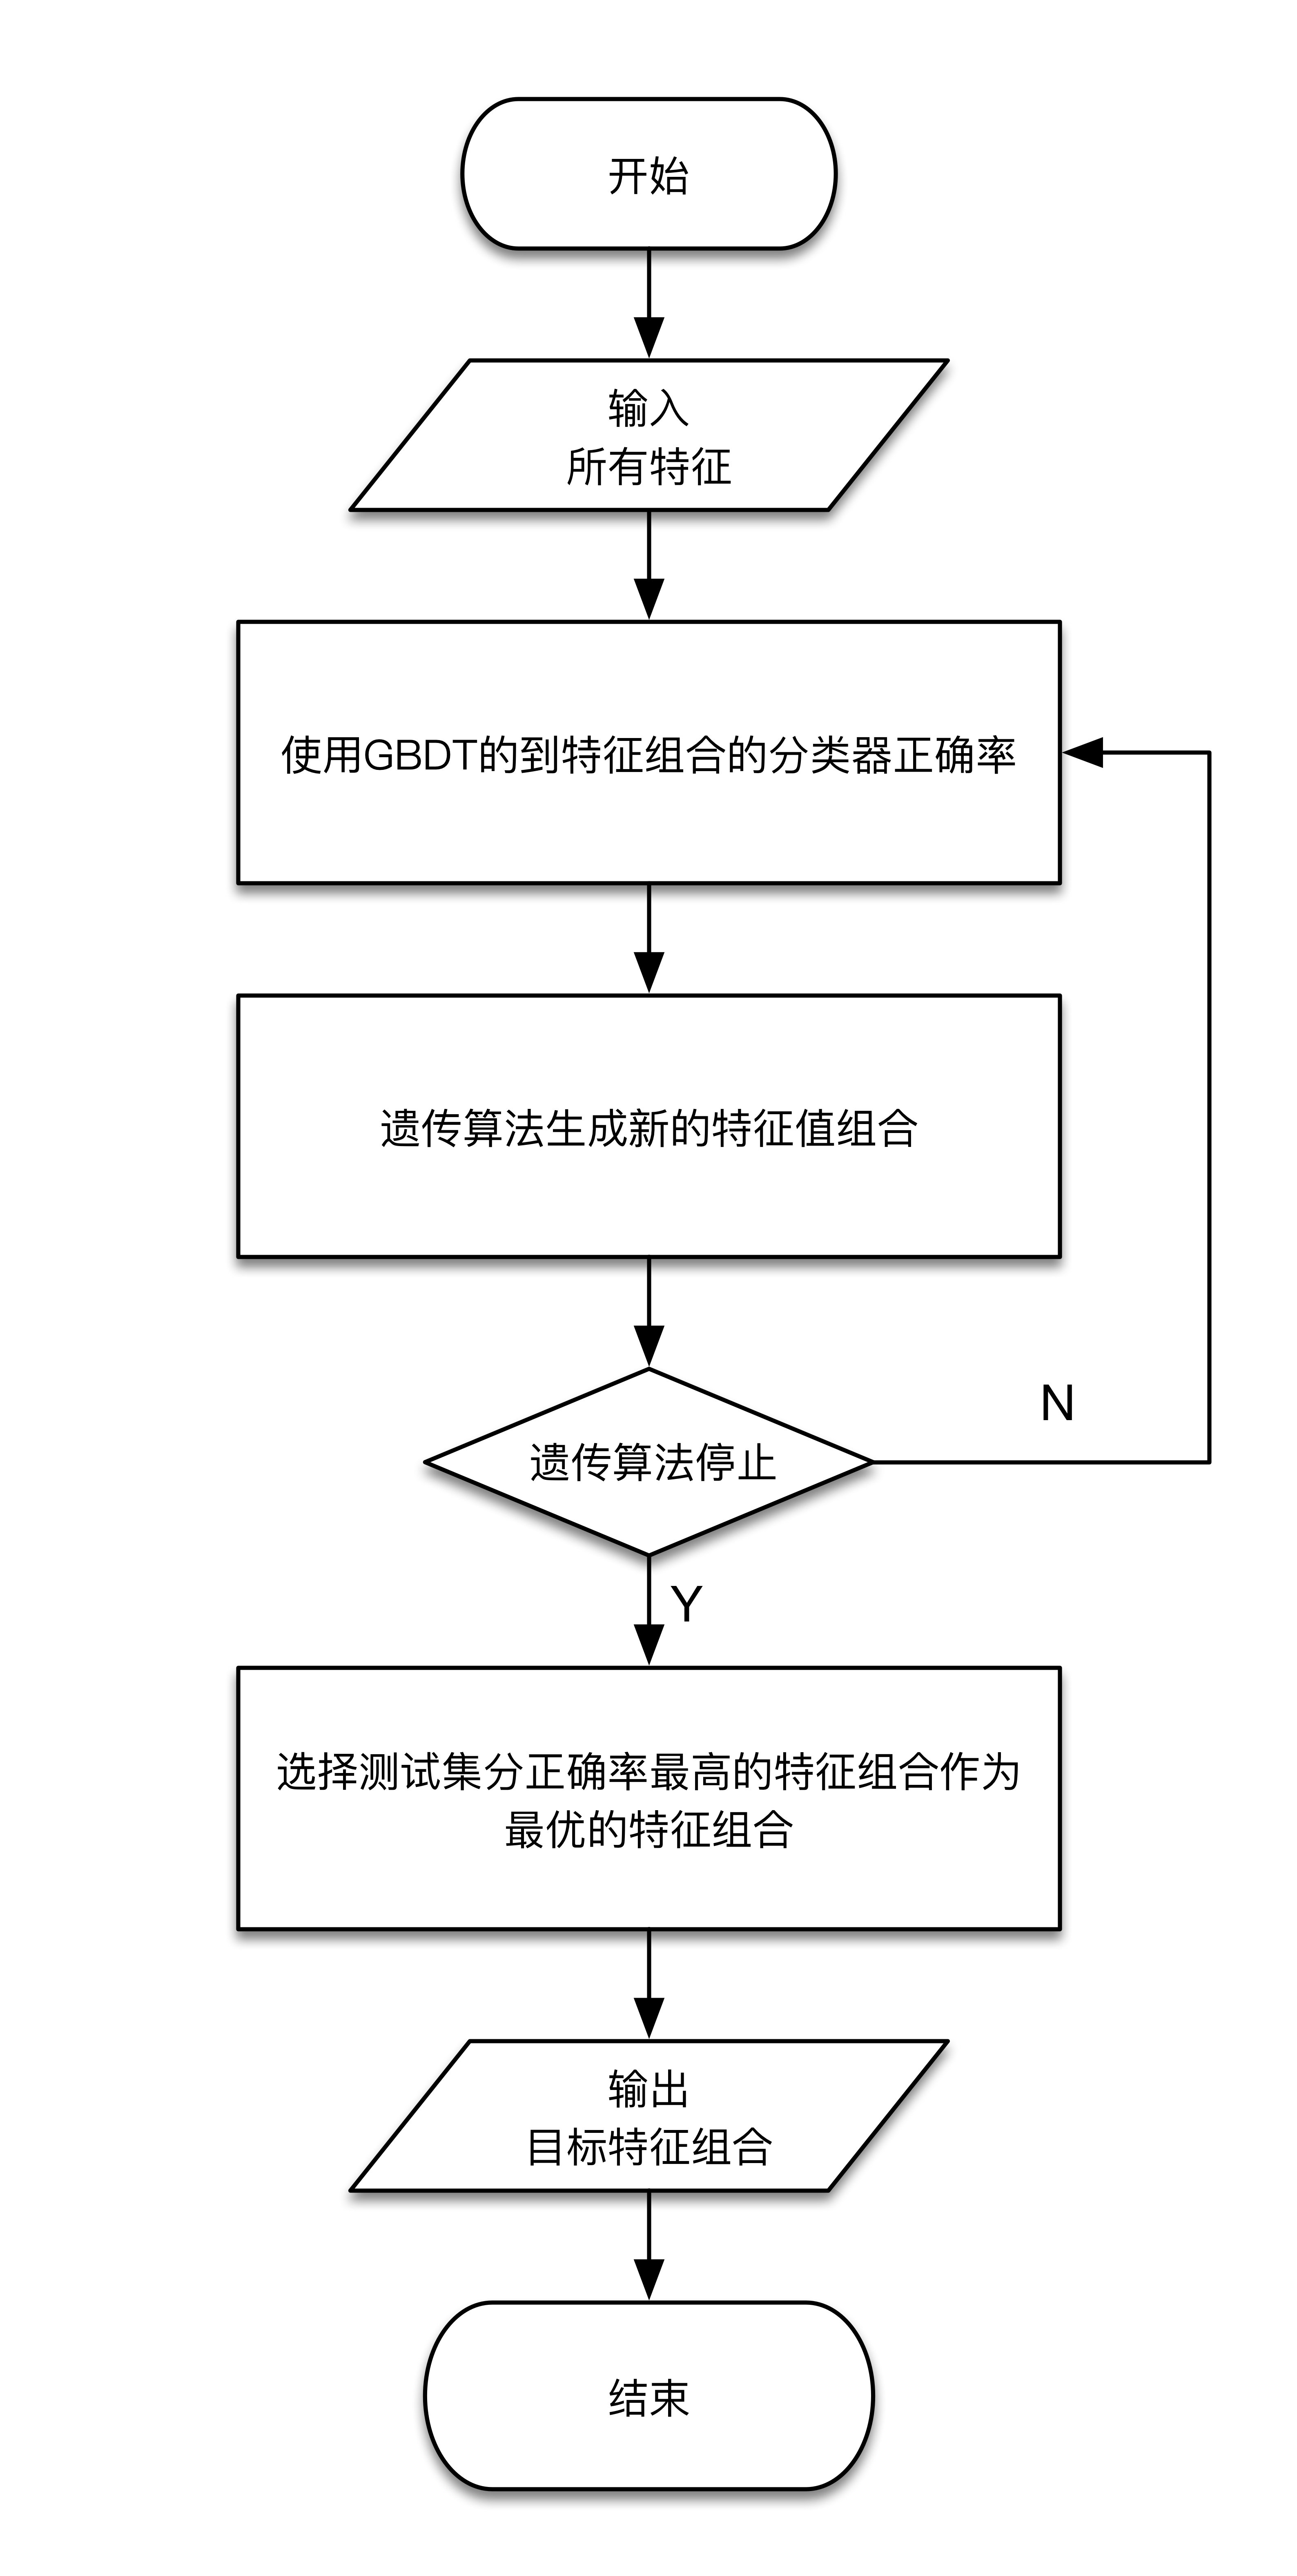 开始
输入
所有特征
使用GBDT的到特征组合的分类器正确率
遗传算法生成新的特征值组合
遗传算法停止
N
Y
选择测试集分正确率最高的特征组合作为
最优的特征组合
输出
目标特征组合
结束